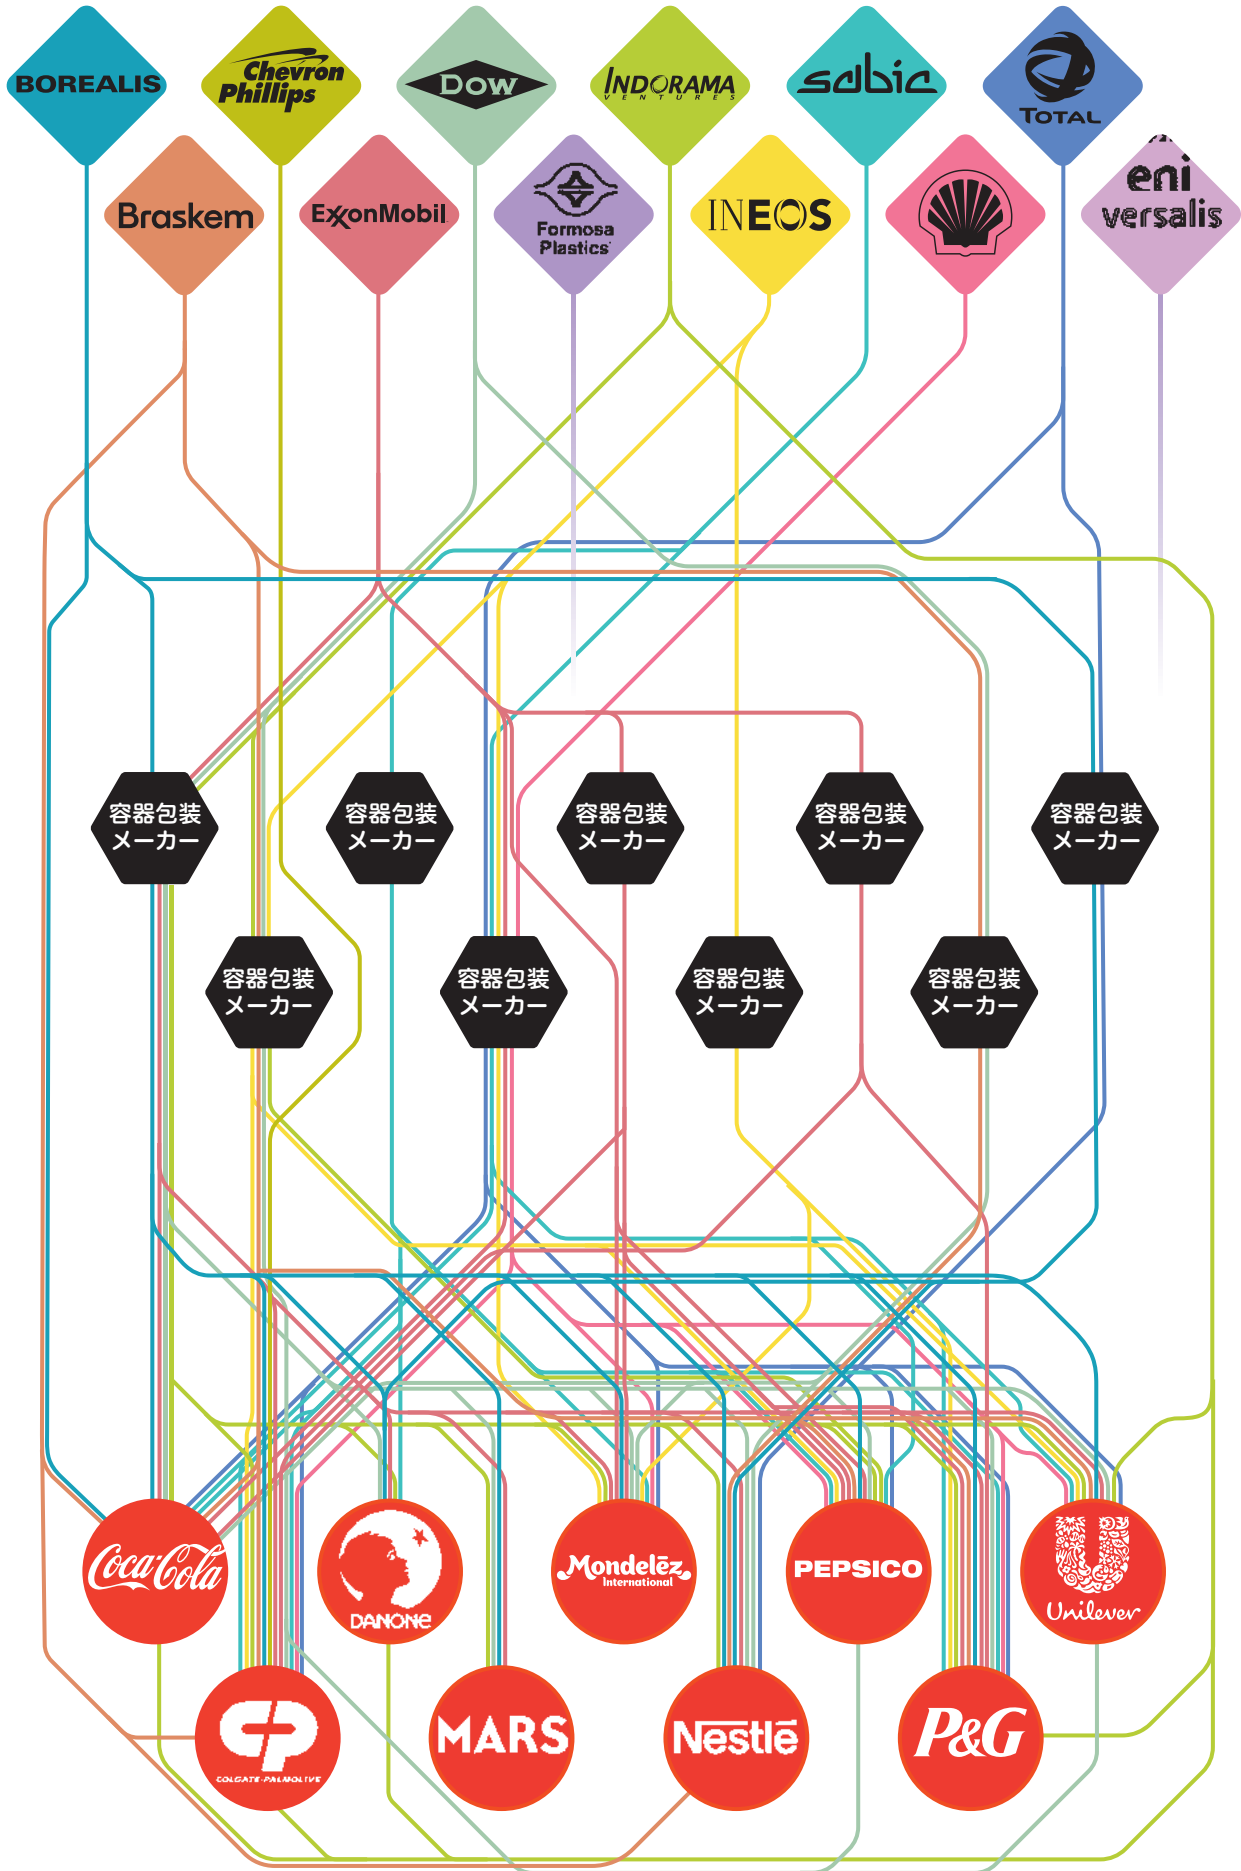 BOREALIS
Chevron
Phillips
DOW
INDORAMA
VENTURES
sabic
TOTAL
Braskem
ExxonMobil
Formosa
Plastics
INEOS
eni
versalis
容器包装
メーカー
容器包装
メーカー
容器包装
メーカー
容器包装
メーカー
容器包装
メーカー
容器包装
メーカー
容器包装
メーカー
容器包装
メーカー
容器包装
メーカー
Coca-Cola
DANONE
Mondelēz
International
PEPSICO
Unilever
CP
COLGATE-PALMOLIVE
MARS
Nestlé
P&G